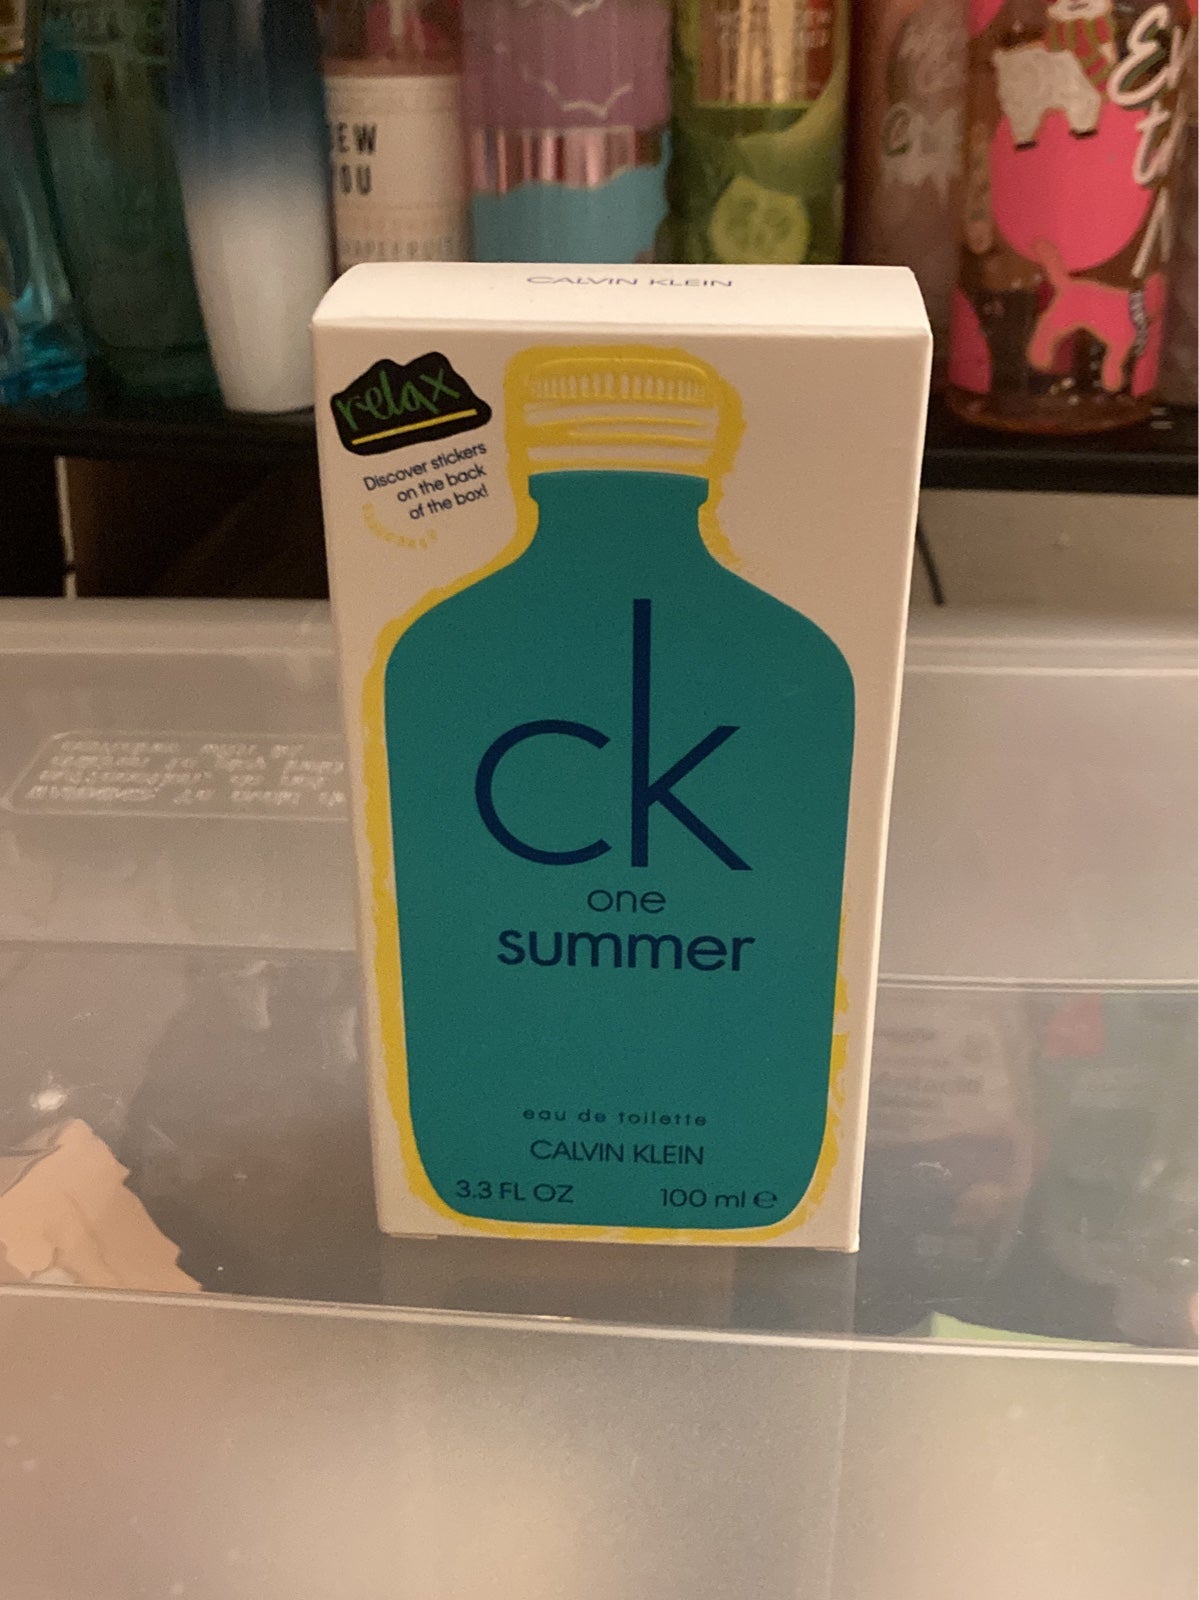 CALVIN KLEIN
relax
Discover stickers
on the back
of the box!
ck
one
summer
eau de toilette
CALVIN KLEIN
3.3 FL OZ 100 ml e